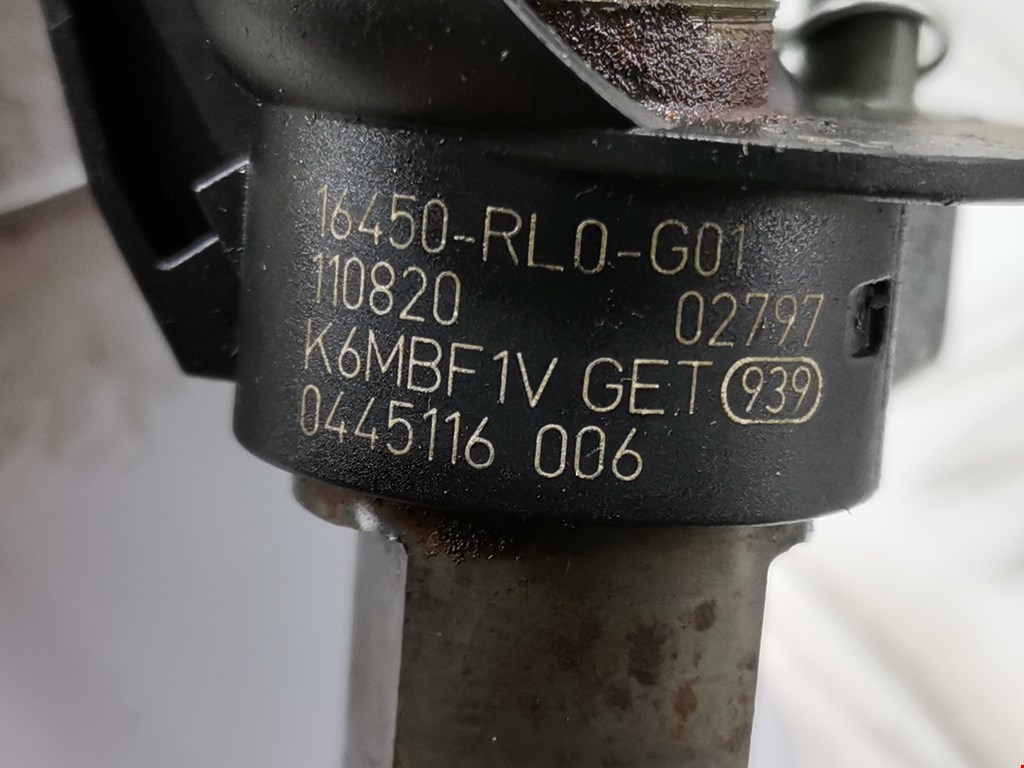 16450-RL0-G01
110820 02797
K6MBF1V GET 939
0445116 006